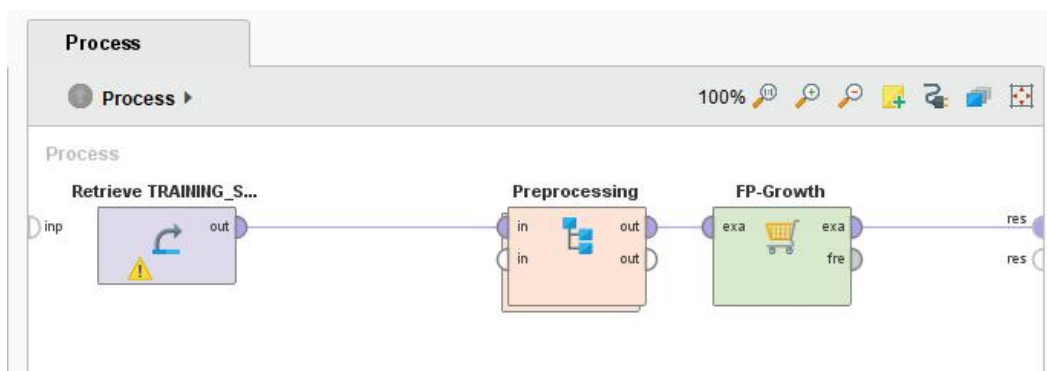 Process
Process
100%
Process
Retrieve TRAINING_S...
Preprocessing
FP-Growth
inp
out
in
out
exa
exa
res
in
out
fre
res